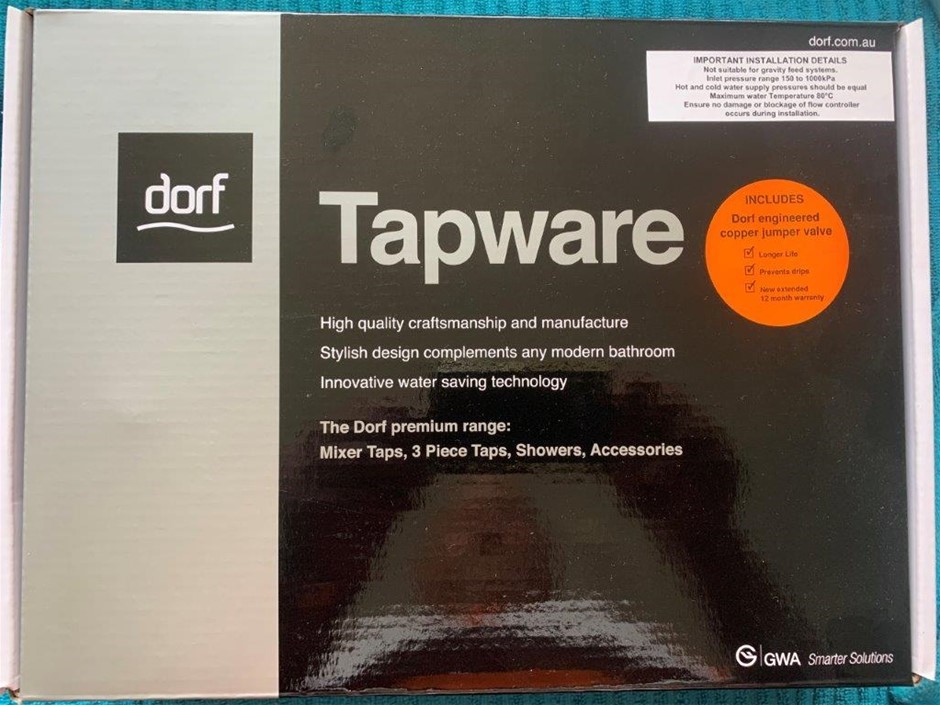 dorf.com.au
IMPORTANT INSTALLATION DETAILS
Not suitable for gravity feed systems.
Inlet pressure range 150 to 1000kPa
Hot and cold water supply pressures should be equal
Maximum water Temperature 80°C
Ensure no damage or blockage of flow controller
occurs during installation.
dorf
Tapware
INCLUDES
Dorf engineered
copper jumper valve
Longer Life
Prevents drips
New extended
12 month warranty
High quality craftsmanship and manufacture
Stylish design complements any modern bathroom
Innovative water saving technology
The Dorf premium range:
Mixer Taps, 3 Piece Taps, Showers, Accessories
GWA Smarter Solutions